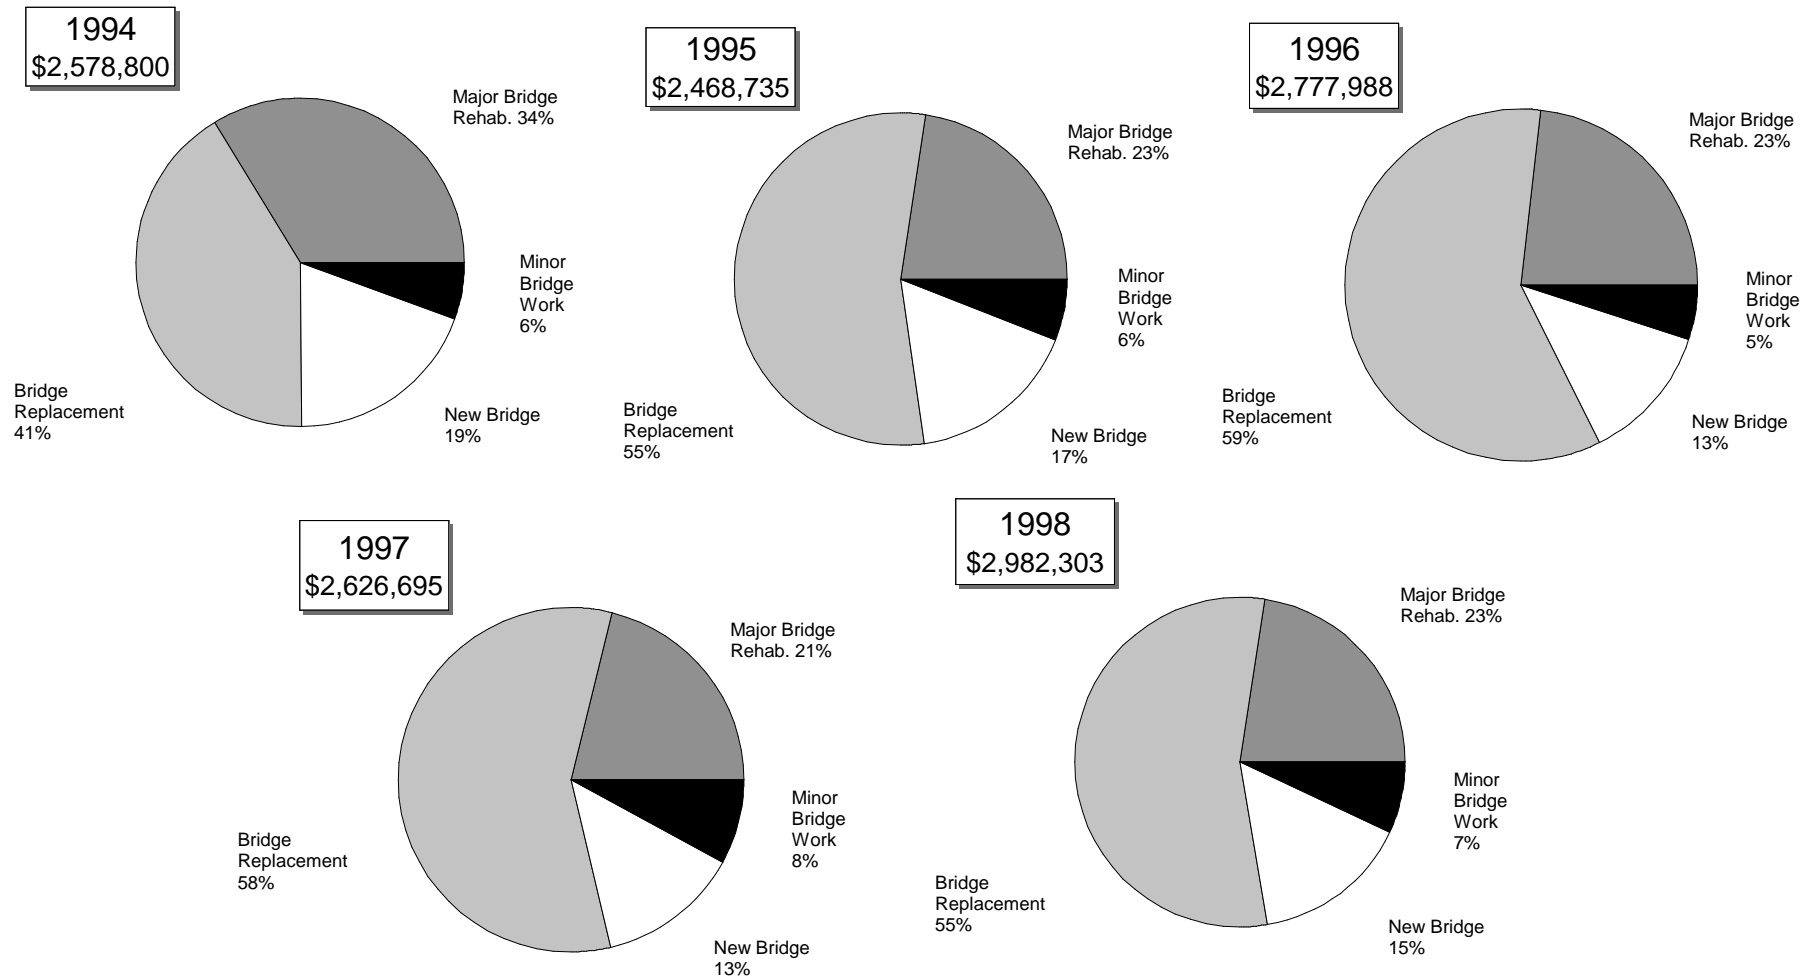 1994
$2,578,800
Major Bridge
Rehab. 34%
Minor
Bridge
Work
6%
New Bridge
19%
Bridge
Replacement
41%
1995
$2,468,735
Major Bridge
Rehab. 23%
Minor
Bridge
Work
6%
New Bridge
17%
Bridge
Replacement
55%
1996
$2,777,988
Major Bridge
Rehab. 23%
Minor
Bridge
Work
5%
New Bridge
13%
Bridge
Replacement
59%
1997
$2,626,695
Major Bridge
Rehab. 21%
Minor
Bridge
Work
8%
New Bridge
13%
Bridge
Replacement
58%
1998
$2,982,303
Major Bridge
Rehab. 23%
Minor
Bridge
Work
7%
New Bridge
15%
Bridge
Replacement
55%